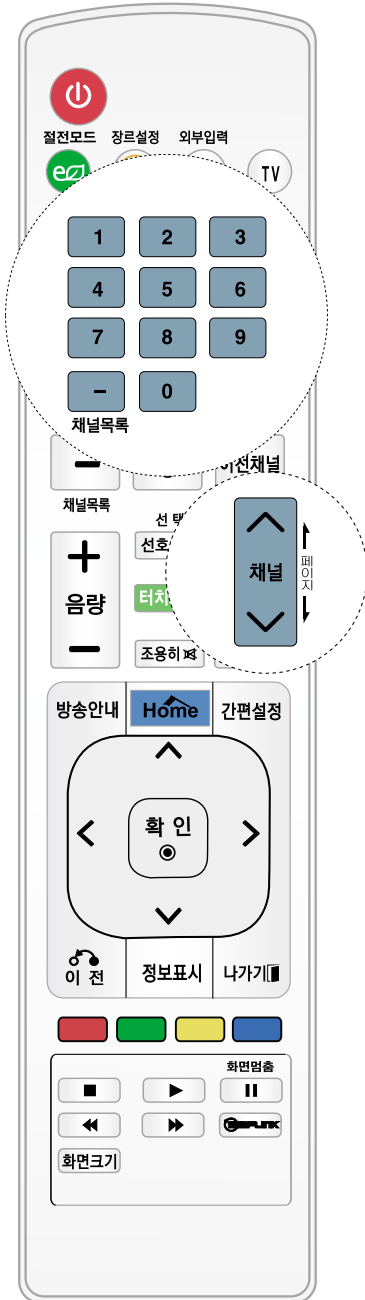 절전모드 장르설정 외부입력
TV
1 2 3
4 5 6
7 8 9
- 0
채널목록
이전채널
채널목록
선 택
선호
채널
페이지
음량
터치
조용히
방송안내 Home 간편설정
확 인
이 전 정보표시 나가기
화면멈춤
화면크기